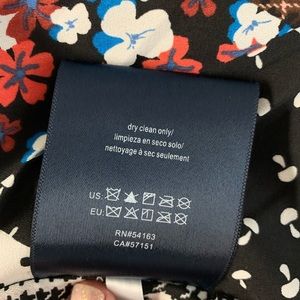 dry clean only/
limpieza en seco solo/
nettoyage à sec seulement
US:
EU:
RN#54163
CA#57151